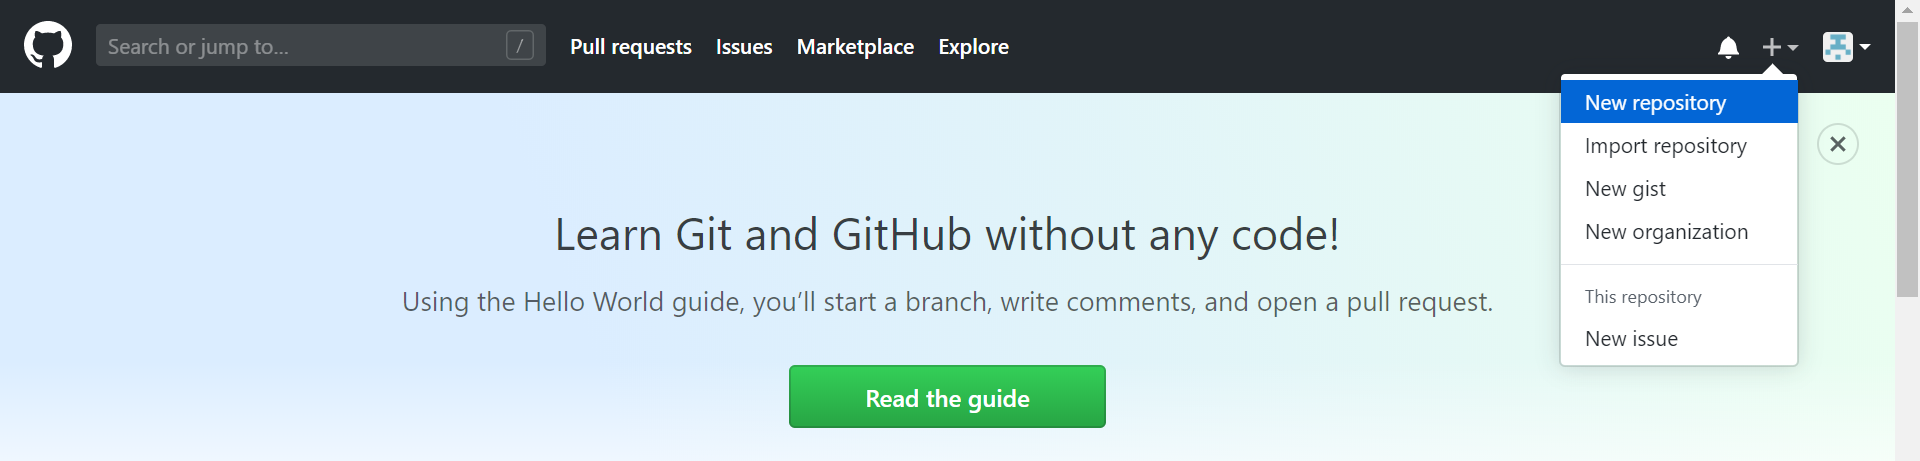 Search or jump to...
/
Pull requests
Issues
Marketplace
Explore
New repository
Import repository
New gist
New organization
This repository
New issue
Learn Git and GitHub without any code!
Using the Hello World guide, you’ll start a branch, write comments, and open a pull request.
Read the guide